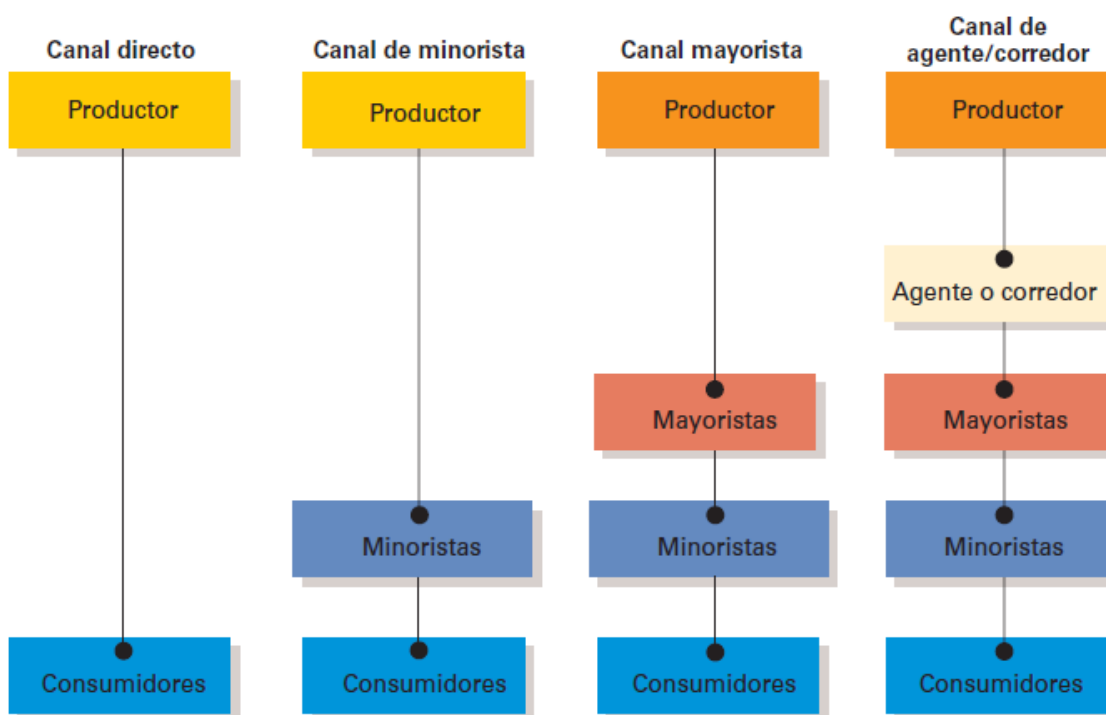 Canal directo
Canal de minorista
Canal mayorista
Canal de
agente/corredor
Productor
Productor
Productor
Productor
Agente o corredor
Mayoristas
Mayoristas
Minoristas
Minoristas
Minoristas
Consumidores
Consumidores
Consumidores
Consumidores